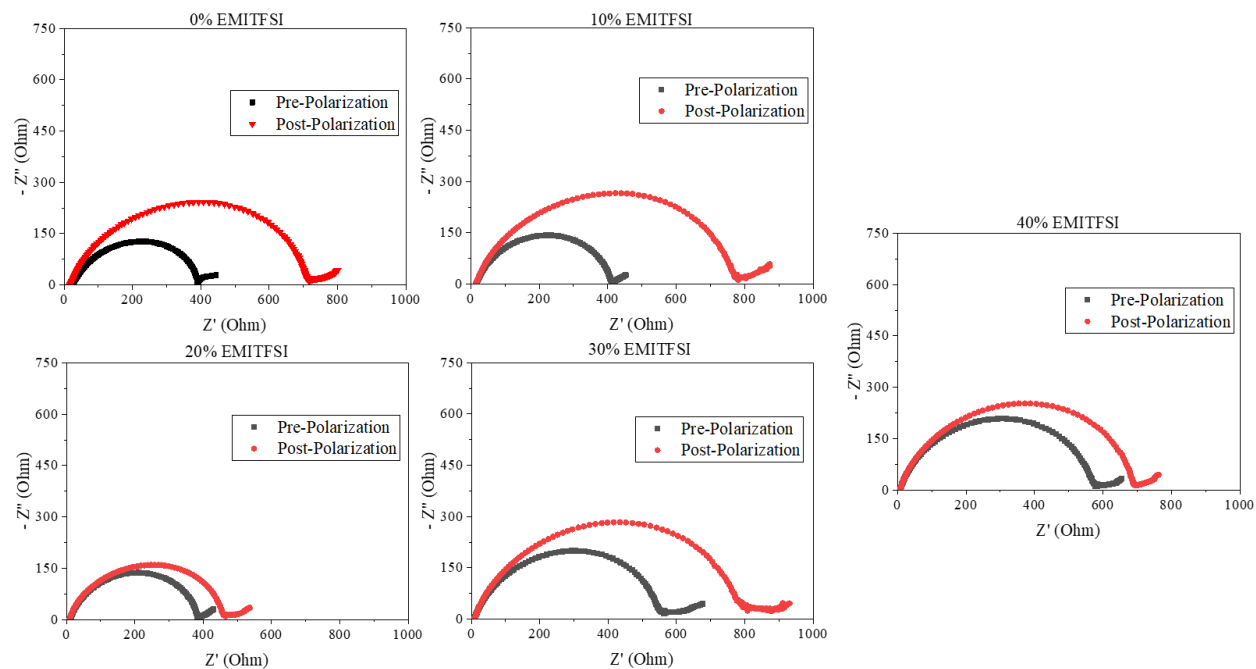 0% EMITFSI
750
600
450
300
150
0
- Z" (Ohm)
Pre-Polarization
Post-Polarization
0 200 400 600 800 1000
Z' (Ohm)
10% EMITFSI
750
600
450
300
150
0
- Z" (Ohm)
Pre-Polarization
Post-Polarization
0 200 400 600 800 1000
Z' (Ohm)
20% EMITFSI
750
600
450
300
150
0
- Z" (Ohm)
Pre-Polarization
Post-Polarization
0 200 400 600 800 1000
Z' (Ohm)
30% EMITFSI
750
600
450
300
150
0
- Z" (Ohm)
Pre-Polarization
Post-Polarization
0 200 400 600 800 1000
Z' (Ohm)
40% EMITFSI
750
600
450
300
150
0
- Z" (Ohm)
Pre-Polarization
Post-Polarization
0 200 400 600 800 1000
Z' (Ohm)